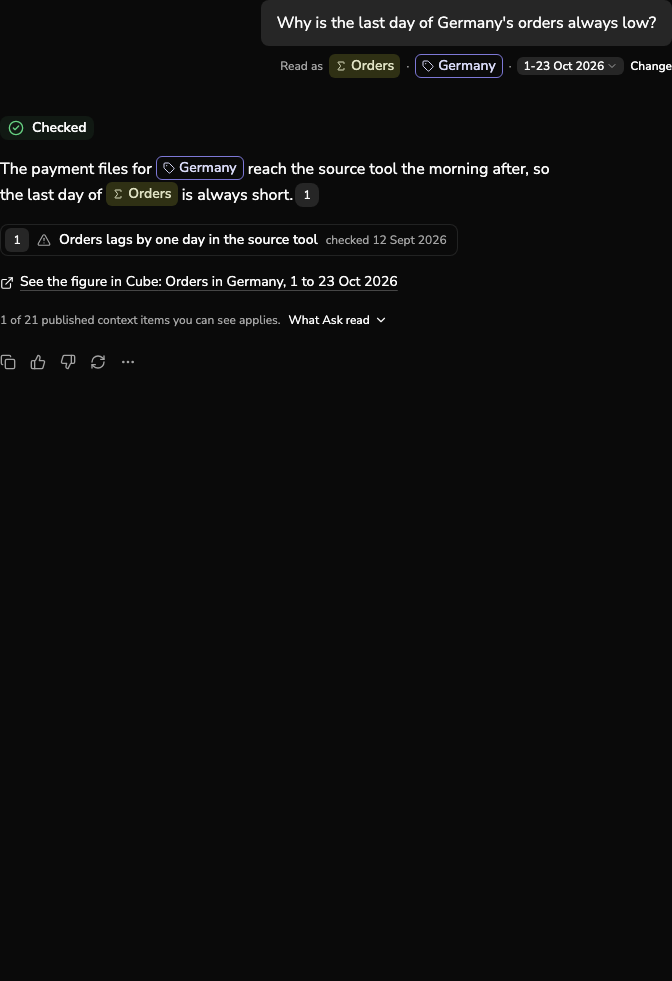 Why is the last day of Germany's orders always low?
Read as Σ Orders · Germany · 1-23 Oct 2026 Change
Checked
The payment files for Germany reach the source tool the morning after, so
the last day of Σ Orders is always short. 1
1 Orders lags by one day in the source tool checked 12 Sept 2026
See the figure in Cube: Orders in Germany, 1 to 23 Oct 2026
1 of 21 published context items you can see applies. What Ask read